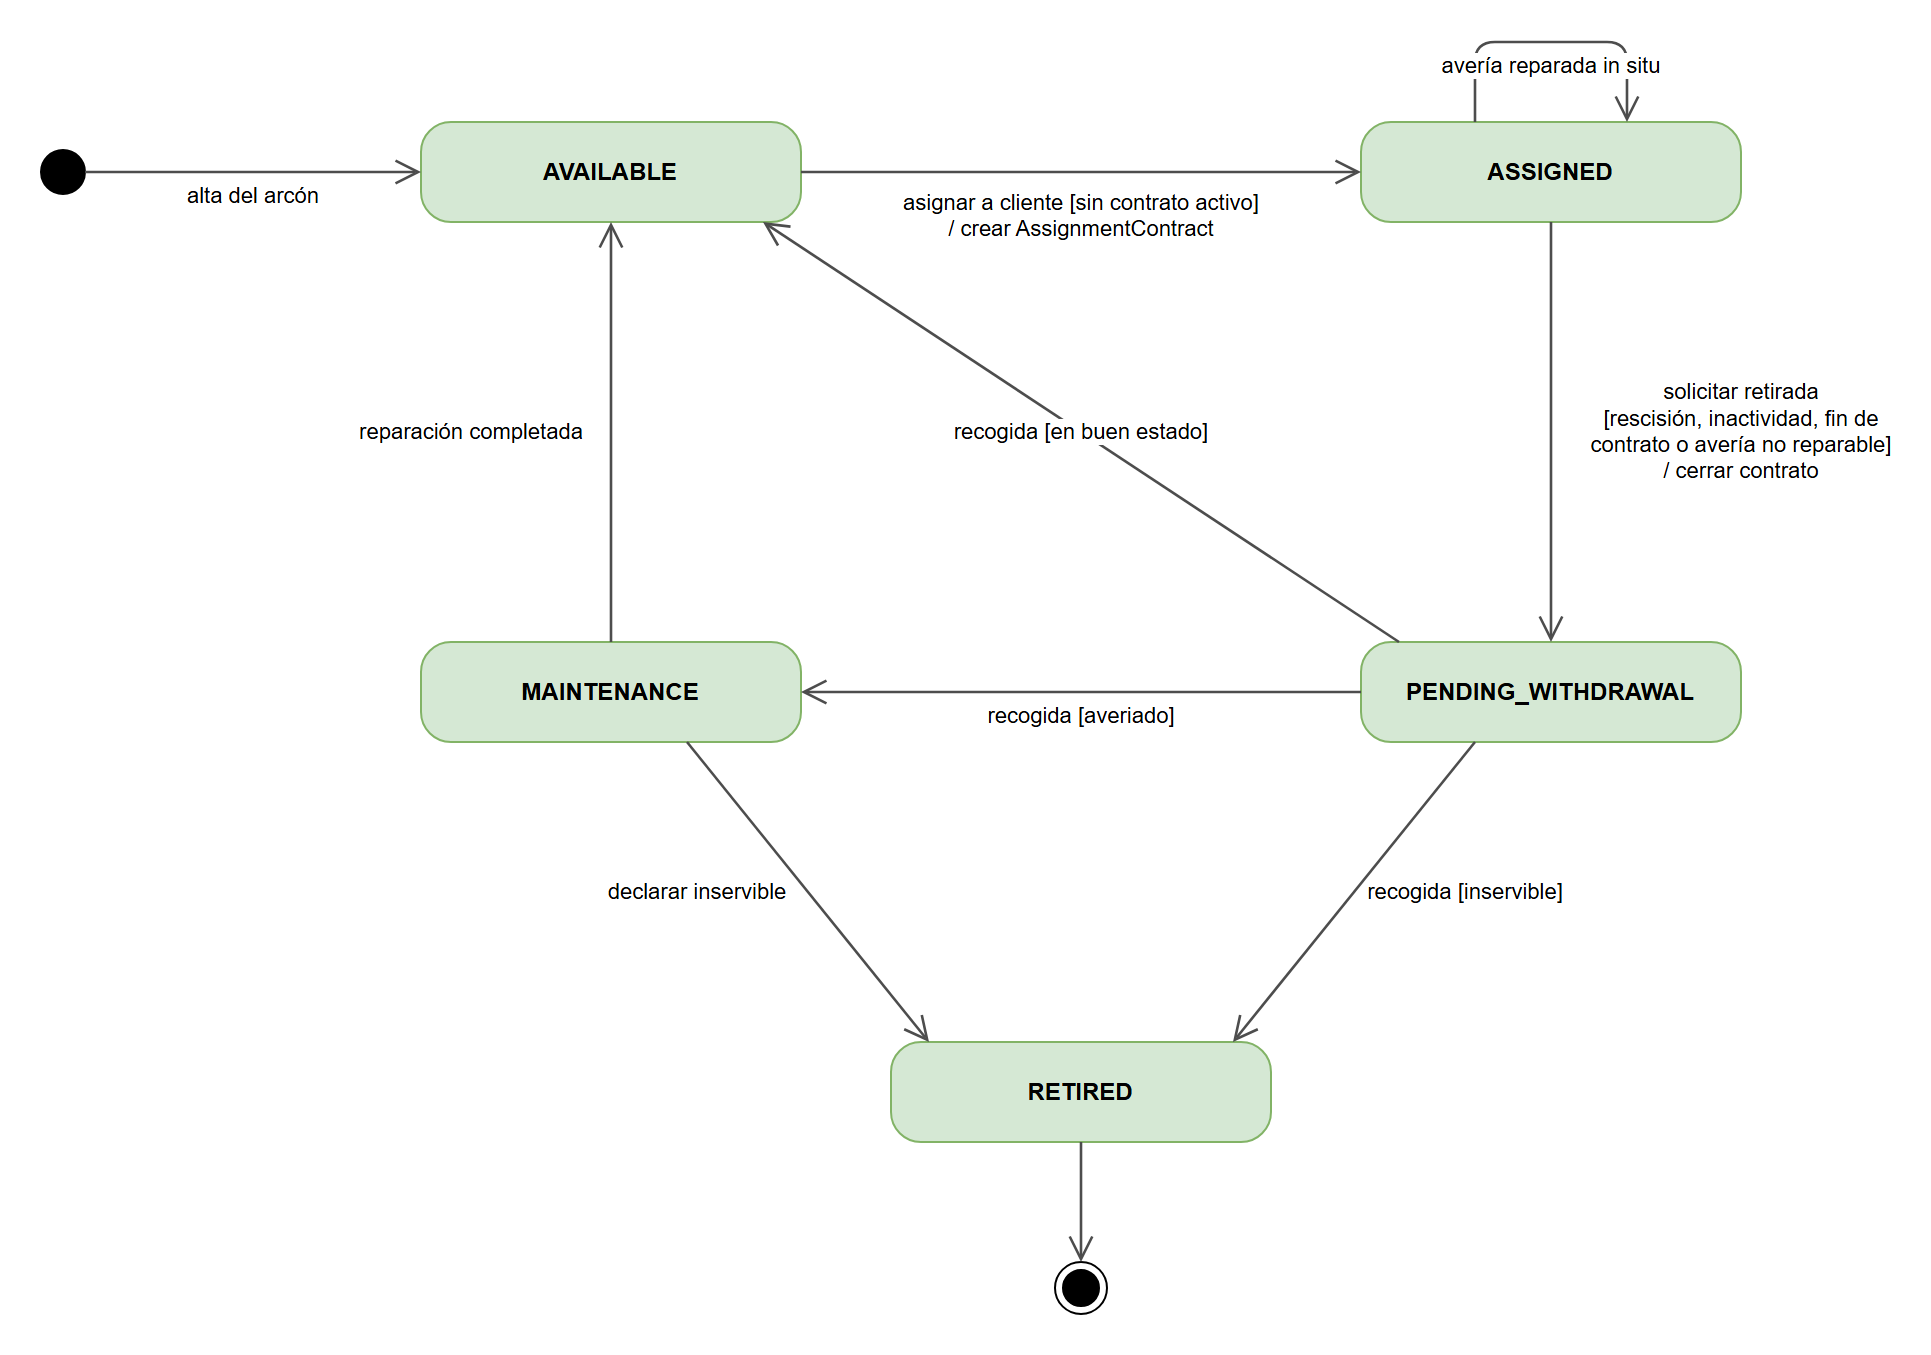 avería reparada in situ
AVAILABLE
ASSIGNED
alta del arcón
asignar a cliente [sin contrato activo]
/ crear AssignmentContract
solicitar retirada
[rescisión, inactividad, fin de
contrato o avería no reparable]
/ cerrar contrato
reparación completada
recogida [en buen estado]
MAINTENANCE
PENDING_WITHDRAWAL
recogida [averiado]
declarar inservible
recogida [inservible]
RETIRED